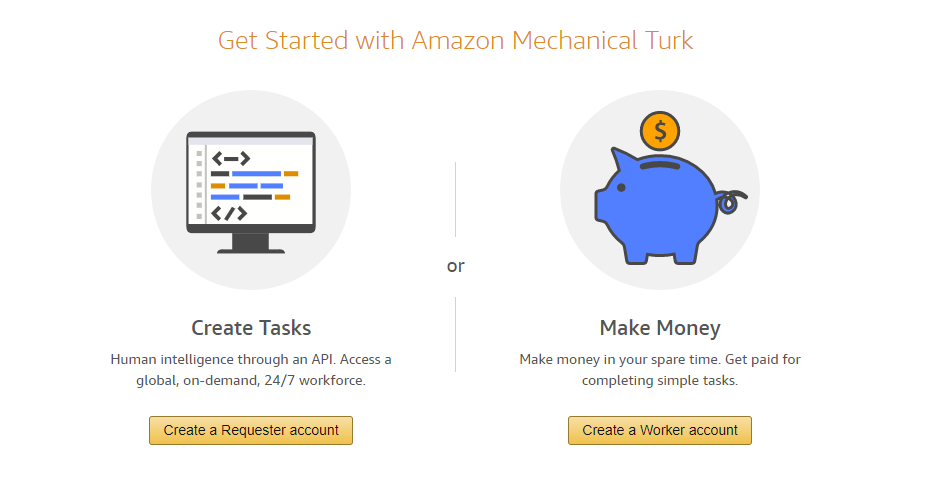 Get Started with Amazon Mechanical Turk
$
<->
</>
or
Create Tasks
Human intelligence through an API. Access a
global, on-demand, 24/7 workforce.
Create a Requester account
Make Money
Make money in your spare time. Get paid for
completing simple tasks.
Create a Worker account